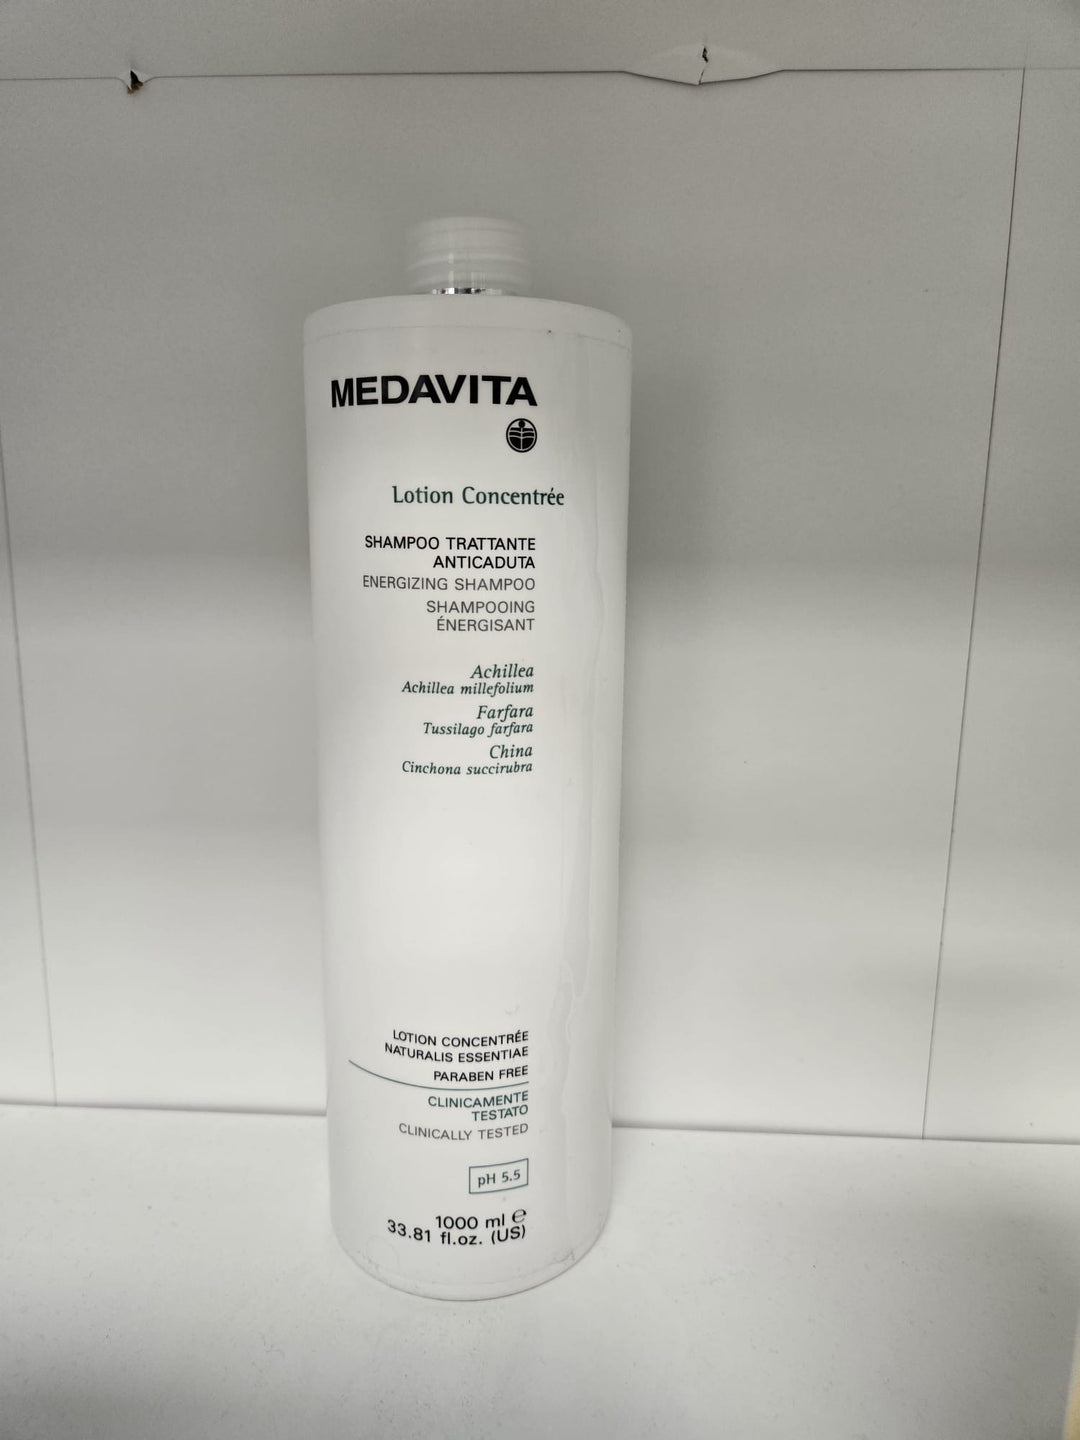 MEDAVITA
Lotion Concentrée
SHAMPOO TRATTANTE
ANTICADUTA
ENERGIZING SHAMPOO
SHAMPOOING
ÉNERGISANT
Achillea
Achillea millefolium
Farfara
Tussilago farfara
China
Cinchona succirubra
LOTION CONCENTRÉE
NATURALIS ESSENTIAE
PARABEN FREE
CLINICAMENTE
TESTATO
CLINICALLY TESTED
pH 5.5
1000 ml ℮
33.81 fl.oz. (US)